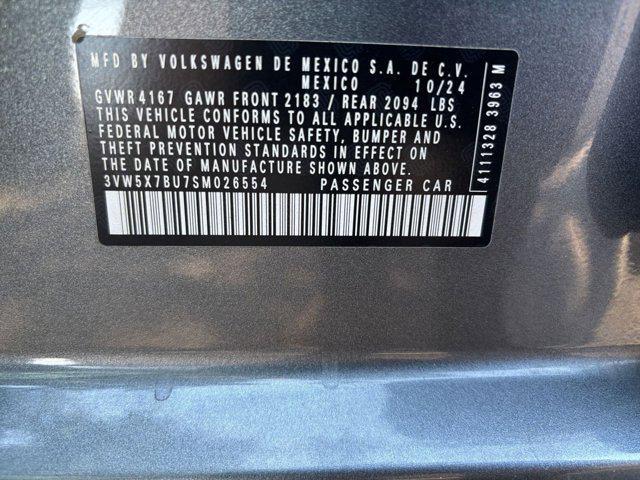 MFD BY VOLKSWAGEN DE MEXICO S.A. DE C.V.
MEXICO 10/24
GVWR 4167 GAWR FRONT 2183 / REAR 2094 LBS
THIS VEHICLE CONFORMS TO ALL APPLICABLE U.S.
FEDERAL MOTOR VEHICLE SAFETY, BUMPER AND
THEFT PREVENTION STANDARDS IN EFFECT ON
THE DATE OF MANUFACTURE SHOWN ABOVE.
3VW5X7BU7SM026554 PASSENGER CAR
4111328 3963 M